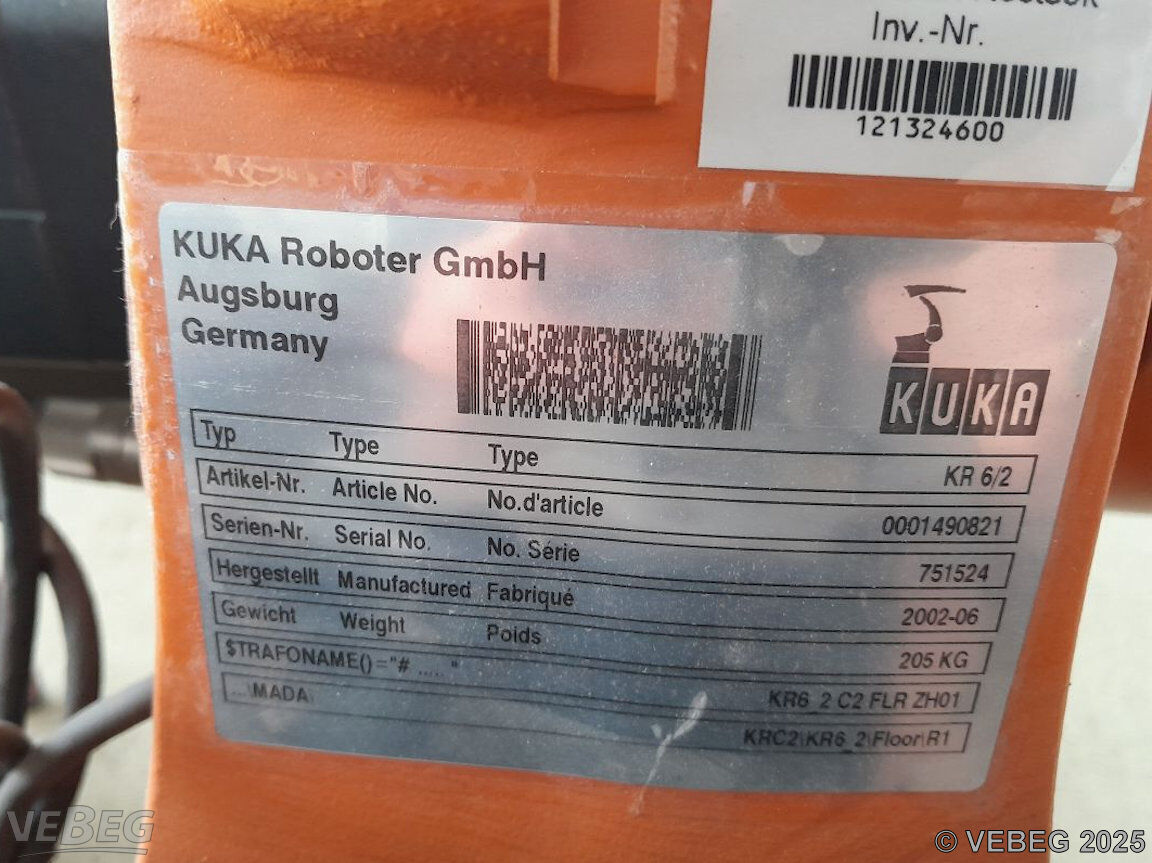 Inv.-Nr.
121324600
KUKA Roboter GmbH
Augsburg
Germany
KUKA
Typ Type Type KR 6/2
Artikel-Nr. Article No. No.d'article 0001490821
Serien-Nr. Serial No. No. Série 751524
Hergestellt Manufactured Fabriqué 2002-06
Gewicht Weight Poids 205 KG
$TRAFONAME()="# ..... " KR6_2 C2 FLR ZH01
...\MADA\ KRC2\KR6_2\Floor\R1
VEBEG
© VEBEG 2025